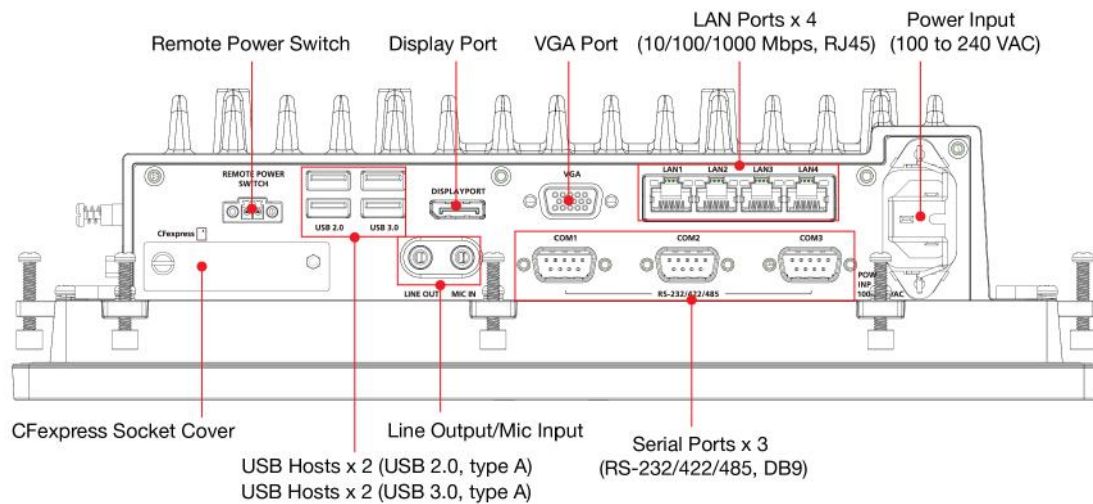 LAN Ports x 4
(10/100/1000 Mbps, RJ45)
Power Input
(100 to 240 VAC)
Remote Power Switch
Display Port
VGA Port
REMOTE POWER
SWITCH
DISPLAYPORT
VGA
LAN1
LAN2
LAN3
LAN4
USB 2.0
USB 3.0
CFexpress
COM1
COM2
COM3
LINE OUT
MIC IN
RS-232/422/485
CFexpress Socket Cover
Line Output/Mic Input
USB Hosts x 2 (USB 2.0, type A)
USB Hosts x 2 (USB 3.0, type A)
Serial Ports x 3
(RS-232/422/485, DB9)